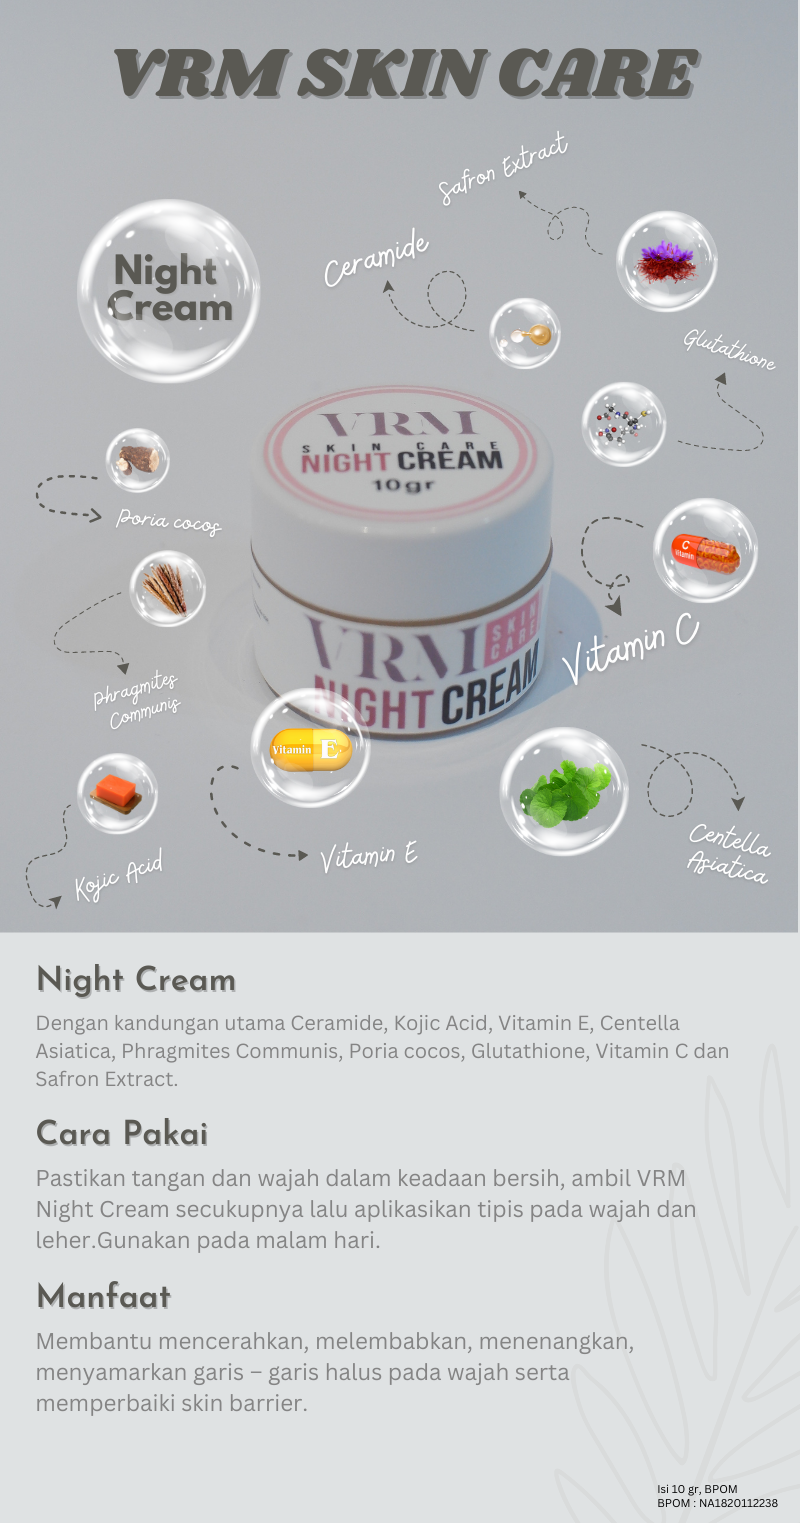 VRM SKIN CARE
Safron Extract
Ceramide
Night
Cream
Glutathione
VRM
SKIN CARE
NIGHT CREAM
10gr
Poria cocos
C
Vitamin
VRM
SKIN
CARE
NIGHT CREAM
Vitamin C
Phragmites
Communis
Vitamin E
Kojic Acid
Vitamin E
Centella
Asiatica
Night Cream
Dengan kandungan utama Ceramide, Kojic Acid, Vitamin E, Centella
Asiatica, Phragmites Communis, Poria cocos, Glutathione, Vitamin C dan
Safron Extract.
Cara Pakai
Pastikan tangan dan wajah dalam keadaan bersih, ambil VRM
Night Cream secukupnya lalu aplikasikan tipis pada wajah dan
leher.Gunakan pada malam hari.
Manfaat
Membantu mencerahkan, melembabkan, menenangkan,
menyamarkan garis – garis halus pada wajah serta
memperbaiki skin barrier.
Isi 10 gr, BPOM
BPOM : NA1820112238